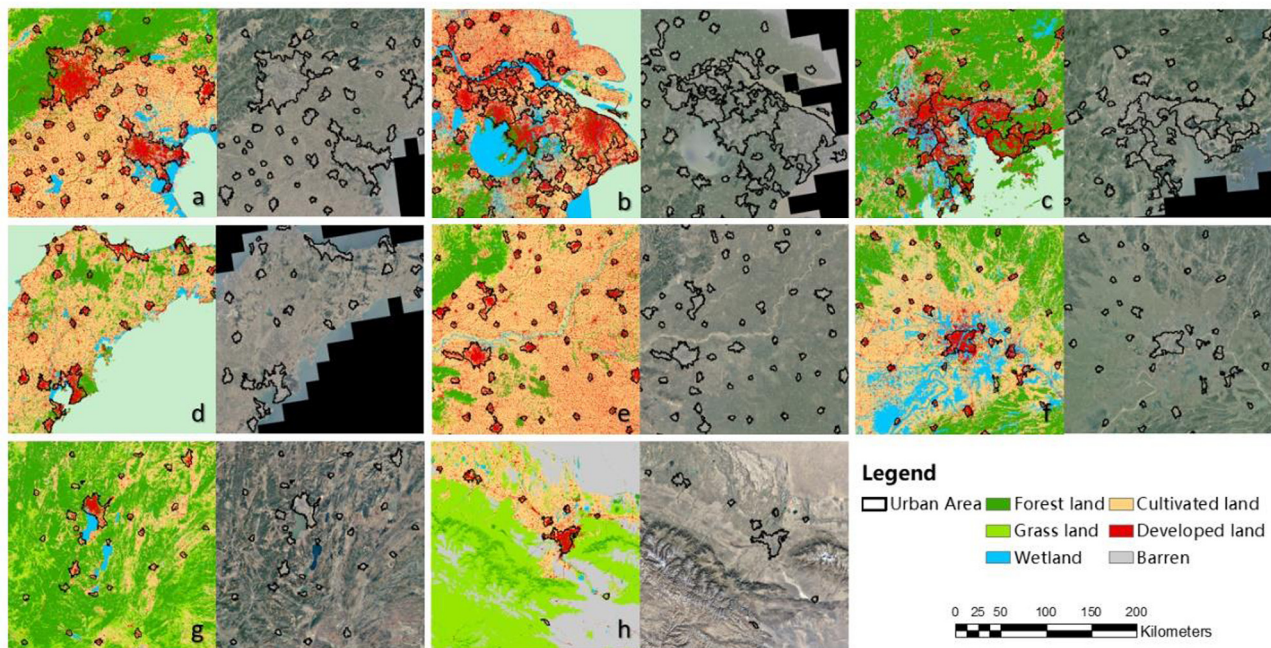 a
b
c
d
e
f
g
h
Legend
Urban Area
Forest land
Cultivated land
Grass land
Developed land
Wetland
Barren
0 25 50 100 150 200
Kilometers